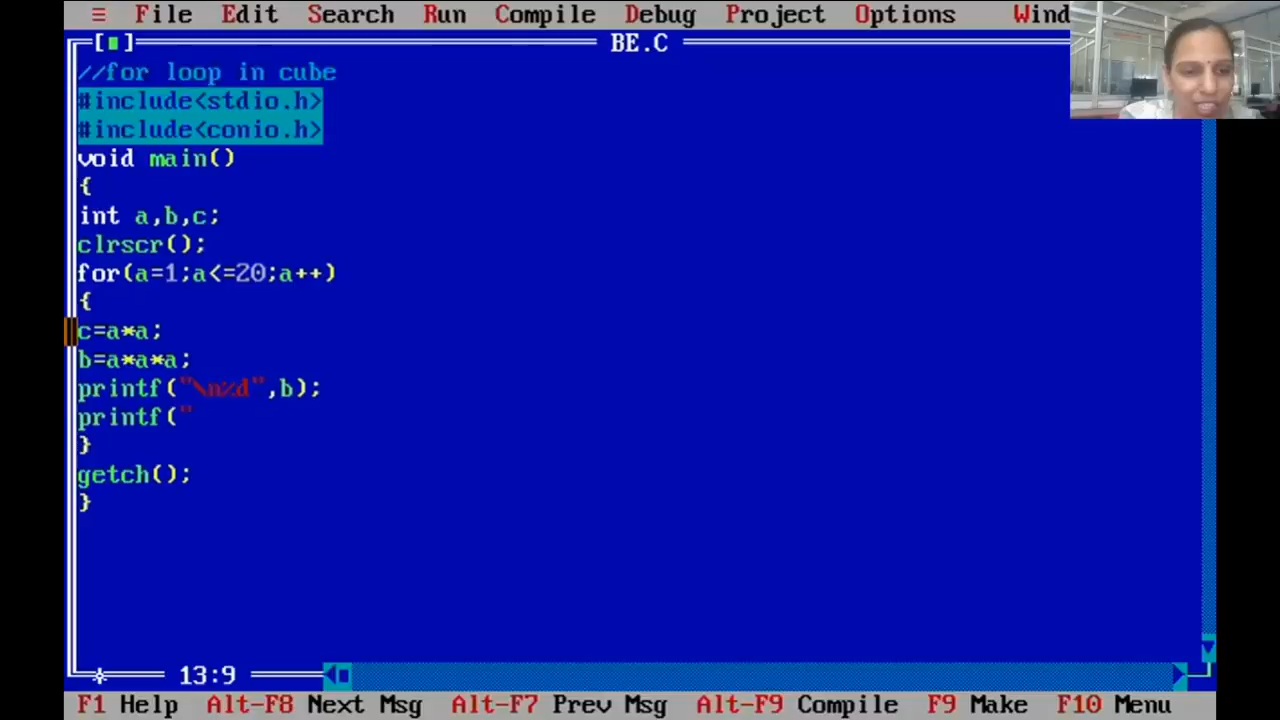 ≡ File Edit Search Run Compile Debug Project Options Wind
[■] BE.C
//for loop in cube
#include<stdio.h>
#include<conio.h>
void main()
{
int a,b,c;
clrscr();
for(a=1;a<=20;a++)
{
c=a*a;
b=a*a*a;
printf("\n%d",b);
printf("
}
getch();
}
13:9
F1 Help Alt-F8 Next Msg Alt-F7 Prev Msg Alt-F9 Compile F9 Make F10 Menu